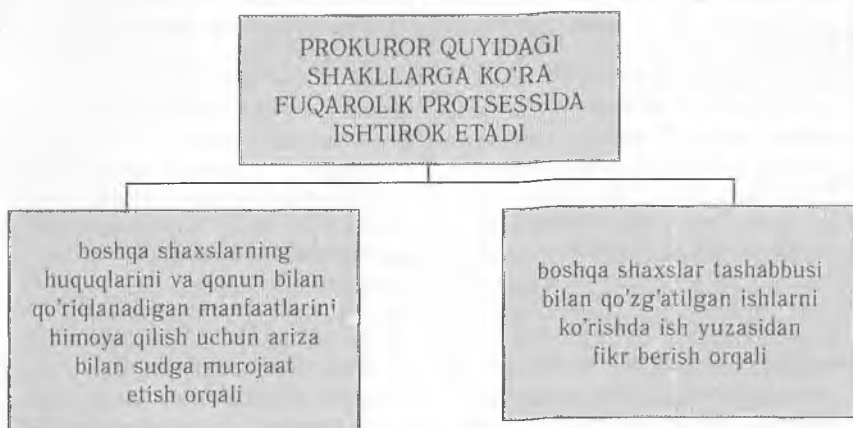 PROKUROR QUYIDAGI
SHAKLLARGA KO'RA
FUQAROLIK PROTSESSIDA
ISHTIROK ETADI
boshqa shaxslarning
huquqlarini va qonun bilan
qo'riqlanadigan manfaatlarini
himoya qilish uchun ariza
bilan sudga murojaat
etish orqali
boshqa shaxslar tashabbusi
bilan qo'zg'atilgan ishlarni
ko'rishda ish yuzasidan
fikr berish orqali